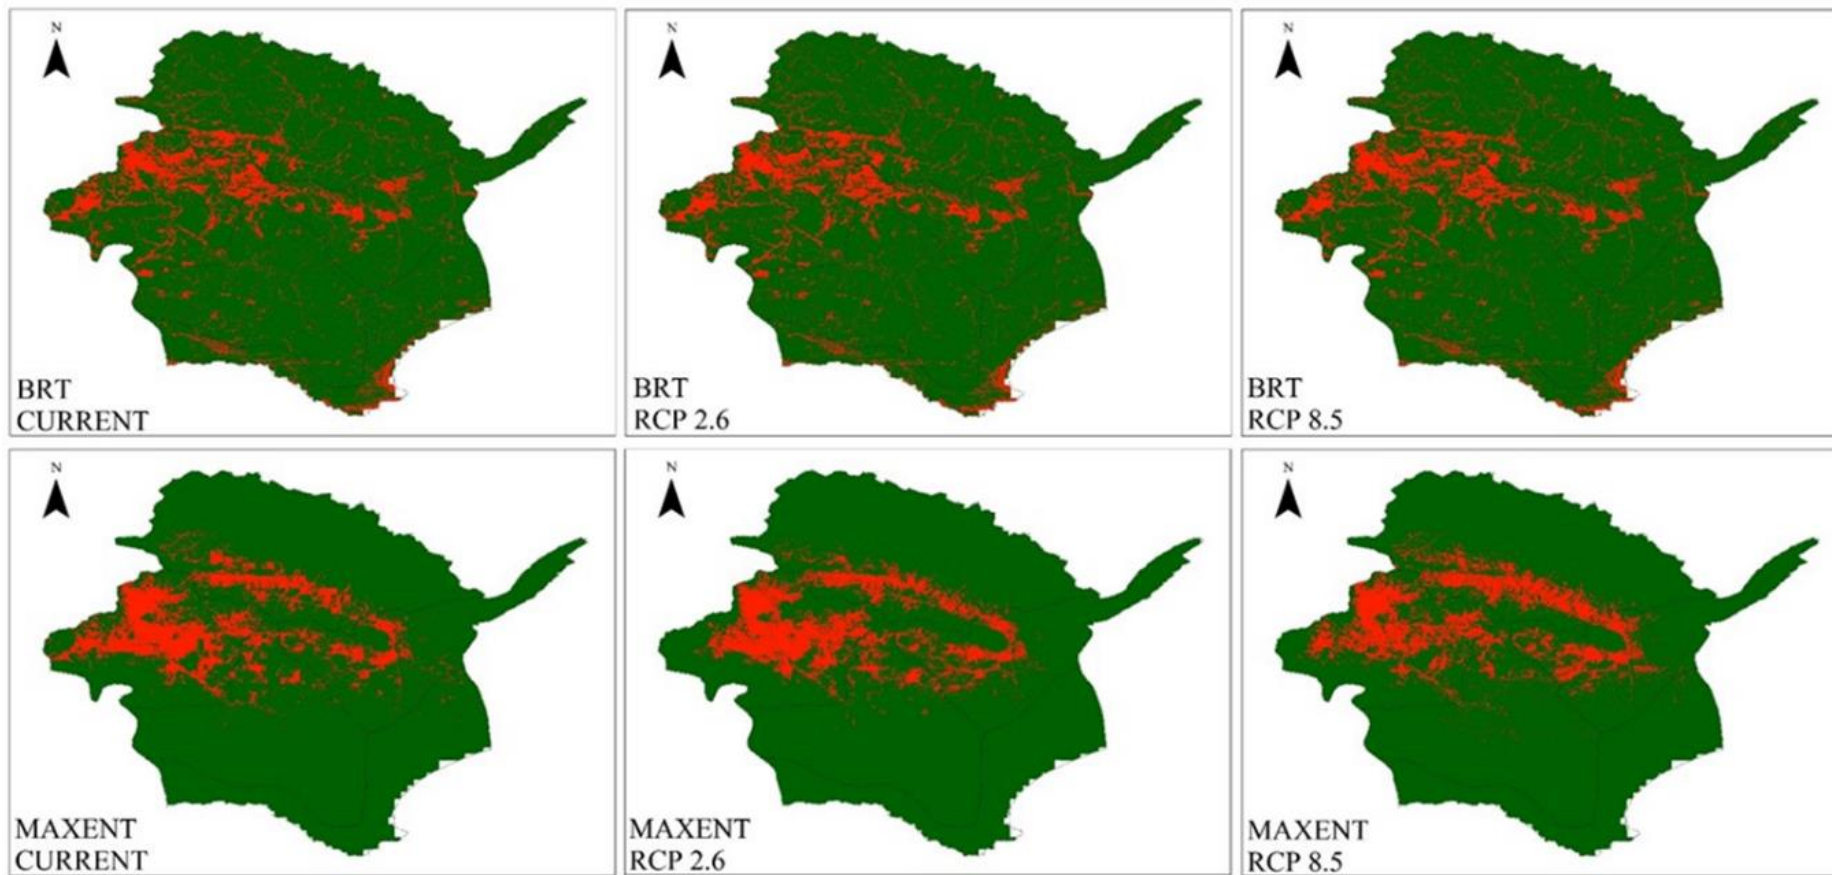 N
BRT
CURRENT
N
BRT
RCP 2.6
N
BRT
RCP 8.5
N
MAXENT
CURRENT
N
MAXENT
RCP 2.6
N
MAXENT
RCP 8.5